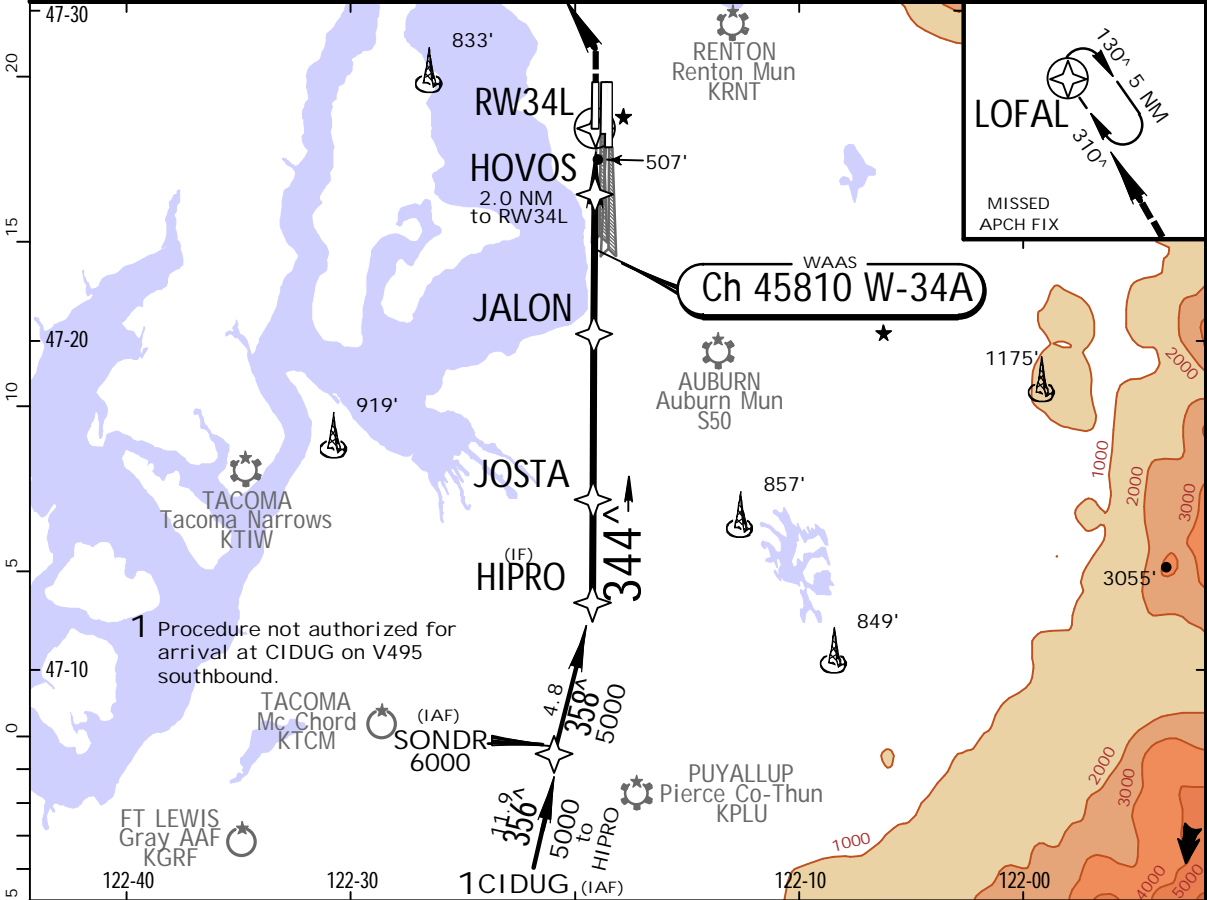 47-30
20
833'
RENTON
Renton Mun
KRNT
130^ 5 NM
LOFAL
310^
MISSED
APCH FIX
RW34L
HOVOS
2.0 NM
to RW34L
507'
15
WAAS
Ch 45810 W-34A
JALON
47-20
AUBURN
Auburn Mun
S50
1175'
2000
10
919'
1000
2000
3000
JOSTA
857'
TACOMA
Tacoma Narrows
KTIW
344^
(IF)
HIPRO
5
3055'
1 Procedure not authorized for
arrival at CIDUG on V495
southbound.
849'
47-10
4.8
358^
5000
TACOMA
Mc Chord
KTCM
(IAF)
SONDR
6000
0
PUYALLUP
Pierce Co-Thun
KPLU
2000
3000
11.9
356^
5000
to
HIPRO
FT LEWIS
Gray AAF
KGRF
1000
5
122-40
122-30
1 CIDUG (IAF)
122-10
122-00
4000
5000